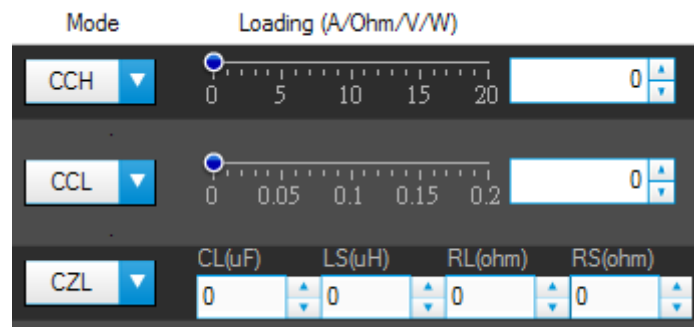 Mode Loading (A/Ohm/V/W)
CCH 0
0 5 10 15 20
CCL 0
0 0.05 0.1 0.15 0.2
CL(uF) LS(uH) RL(ohm) RS(ohm)
CZL 0 0 0 0